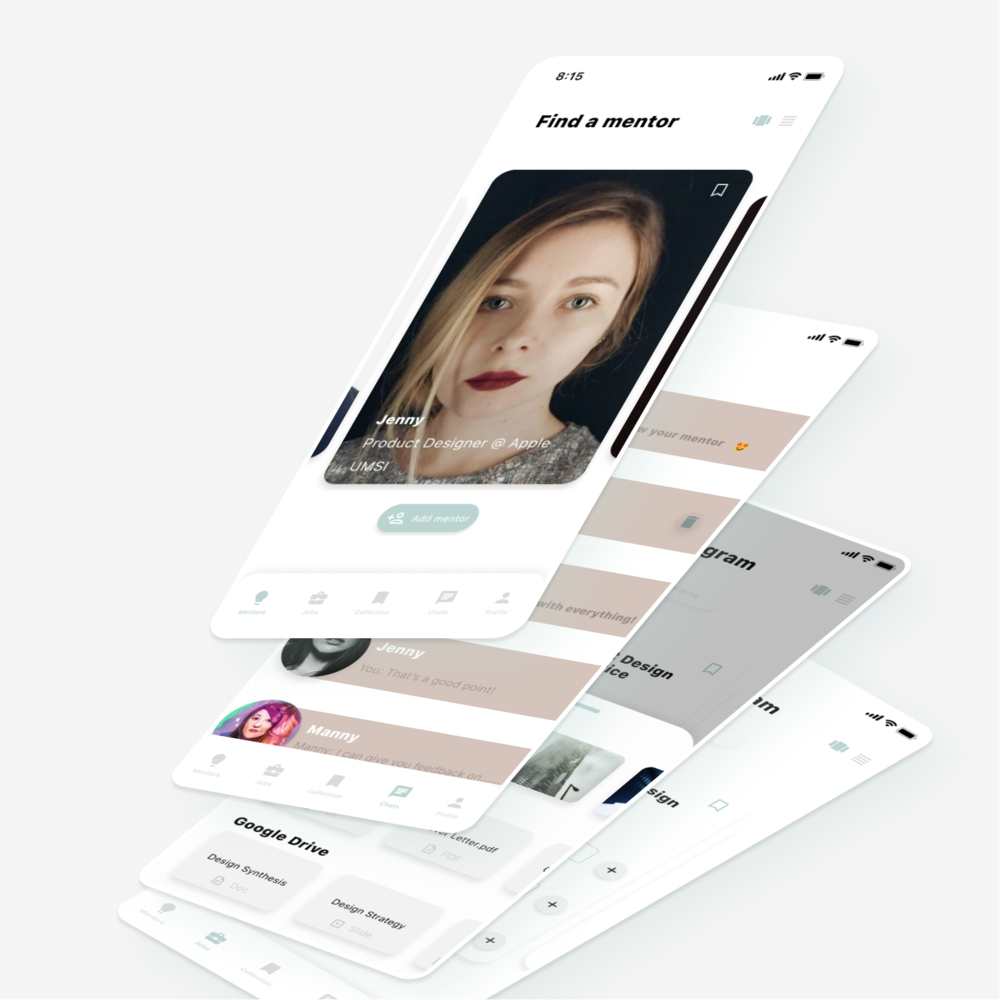 8:15
Find a mentor
Jenny
Product Designer @ Apple
UMSI
Add mentor
Mentors
Jobs
Collection
Chats
Profile
w your mentor 😍
with everything!
Jenny
You: That's a good point!
Manny
Manny: I can give you feedback on.....
Mentors
Jobs
Collection
Chats
Profile
gram
Design
ice
ver Letter.pdf
PDF
Google Drive
Design Synthesis
Doc
Design Strategy
Slide
am
sign
Mentors
Jobs
Collection